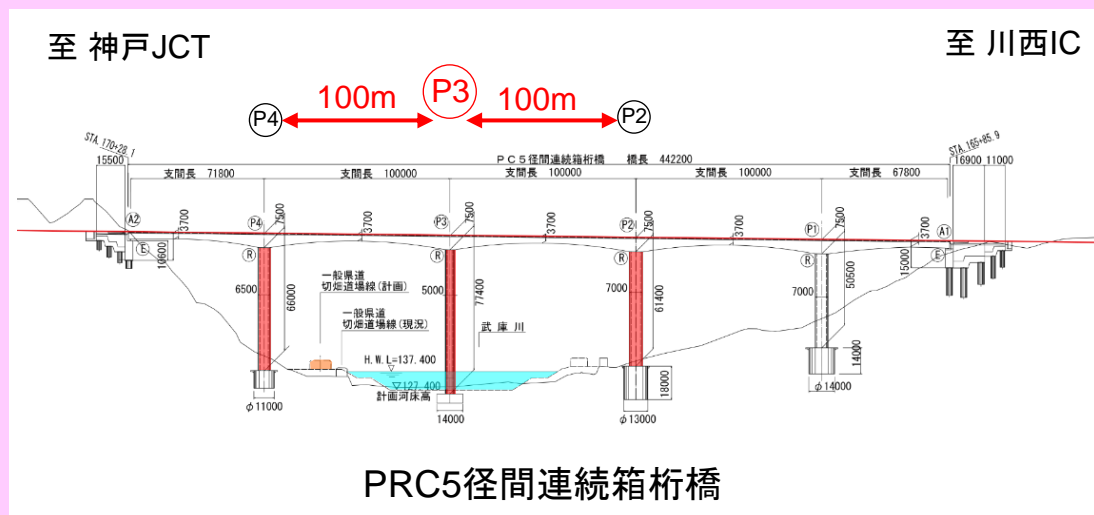 至 神戸JCT
至 川西IC
P3
100m
100m
P4
P2
STA.170+28.1
STA.165+85.9
15500
PC5径間連続箱桁橋 橋長 442200
16900
11000
支間長 71800
支間長 100000
支間長 100000
支間長 100000
支間長 67800
A2
3700
P4
7500
3700
P3
7500
3700
P2
7500
3700
P1
7500
3700
A1
E
10600
R
R
R
R
15000
E
6500
66000
一般県道
切畑道場線(計画)
一般県道
切畑道場線(現況)
5000
77400
武庫川
7000
61400
7000
50500
H.W.L=137.400
▽127.400
計画河床高
φ11000
14000
φ13000
18000
φ14000
14000
PRC5径間連続箱桁橋